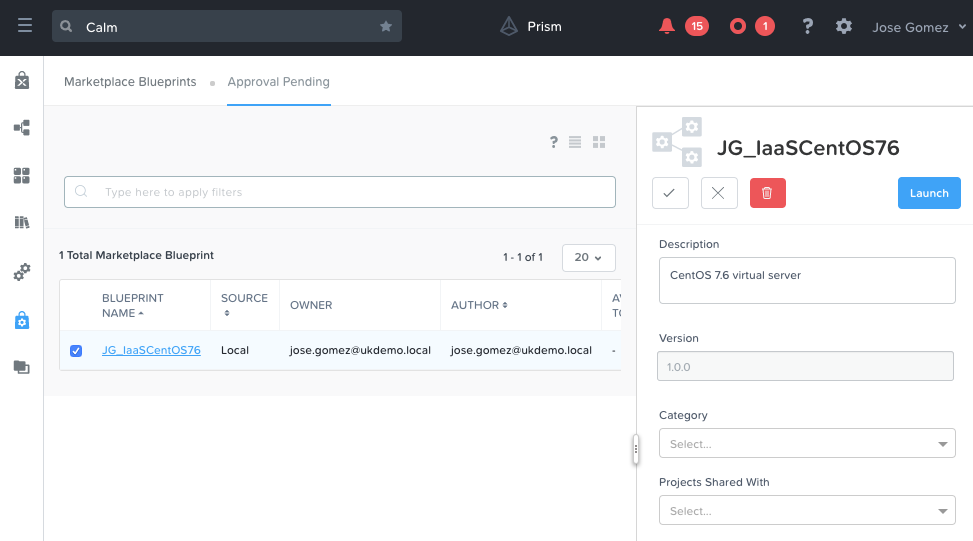 Calm
Prism
15
1
?
Jose Gomez
Marketplace Blueprints
Approval Pending
?
Type here to apply filters
1 Total Marketplace Blueprint
1 - 1 of 1
20
BLUEPRINT NAME
SOURCE
OWNER
AUTHOR
AV
TO
JG_IaaSCentOS76
Local
jose.gomez@ukdemo.local
jose.gomez@ukdemo.local
-
JG_IaaSCentOS76
Launch
Description
CentOS 7.6 virtual server
Version
1.0.0
Category
Select...
Projects Shared With
Select...